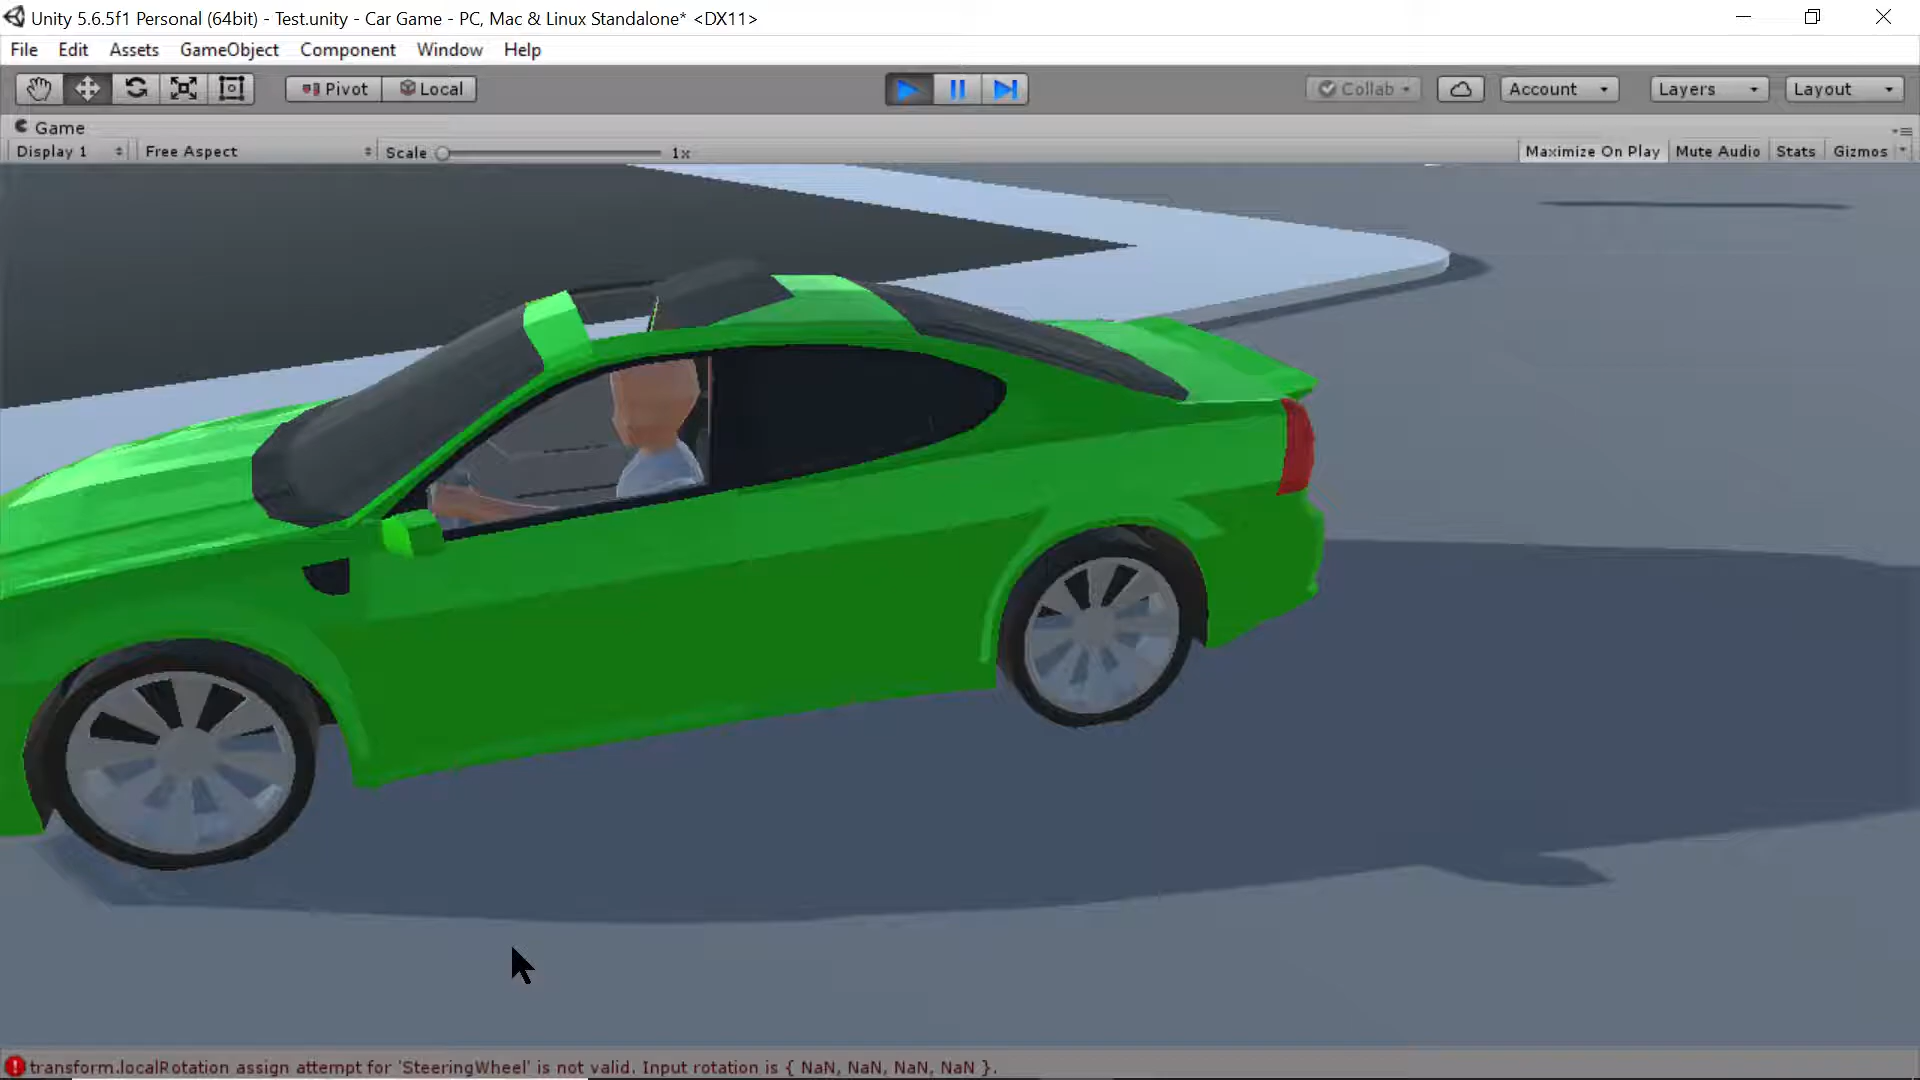 Unity 5.6.5f1 Personal (64bit) - Test.unity - Car Game - PC, Mac & Linux Standalone* <DX11>
File Edit Assets GameObject Component Window Help
Pivot Local Collab Account Layers Layout
Game
Display 1 Free Aspect Scale 1x Maximize On Play Mute Audio Stats Gizmos
transform.localRotation assign attempt for 'SteeringWheel' is not valid. Input rotation is { NaN, NaN, NaN, NaN }.